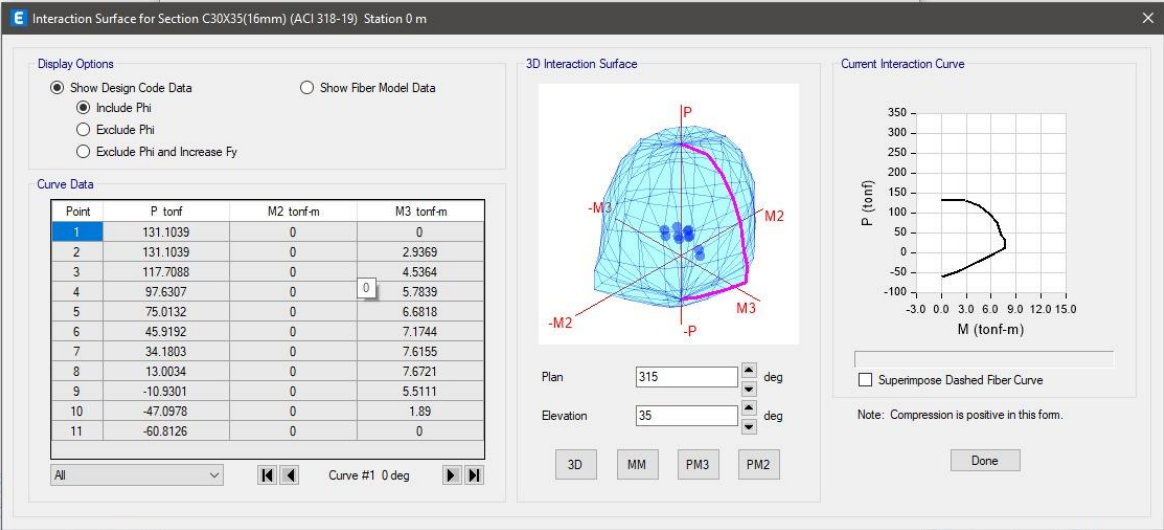 E Interaction Surface for Section C30X35(16mm) (ACI 318-19) Station 0 m
Display Options
Show Design Code Data
Show Fiber Model Data
Include Phi
Exclude Phi
Exclude Phi and Increase Fy
Curve Data
Point P tonf M2 tonf-m M3 tonf-m
1 131.1039 0 0
2 131.1039 0 2.9369
3 117.7088 0 4.5364
4 97.6307 0 5.7839
0
5 75.0132 0 6.6818
6 45.9192 0 7.1744
7 34.1803 0 7.6155
8 13.0034 0 7.6721
9 -10.9301 0 5.5111
10 -47.0978 0 1.89
11 -60.8126 0 0
All
Curve #1 0 deg
3D Interaction Surface
P
-M3
M2
M3
-M2
-P
Plan 315 deg
Elevation 35 deg
3D MM PM3 PM2
Current Interaction Curve
350
300
250
200
150
100
50
0
-50
-100
P (tonf)
-3.0 0.0 3.0 6.0 9.0 12.0 15.0
M (tonf-m)
Superimpose Dashed Fiber Curve
Note: Compression is positive in this form.
Done